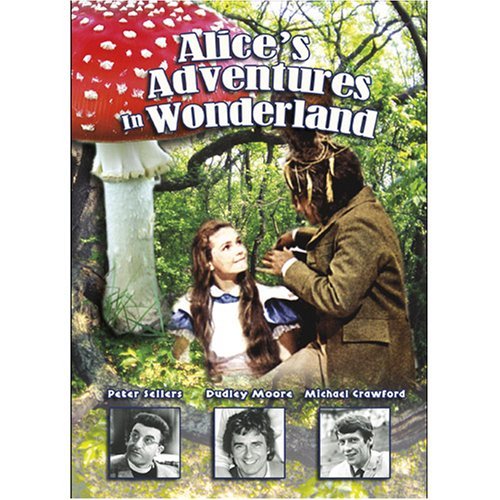 Alice's
Adventures
In Wonderland
Peter Sellers Dudley Moore Michael Crawford